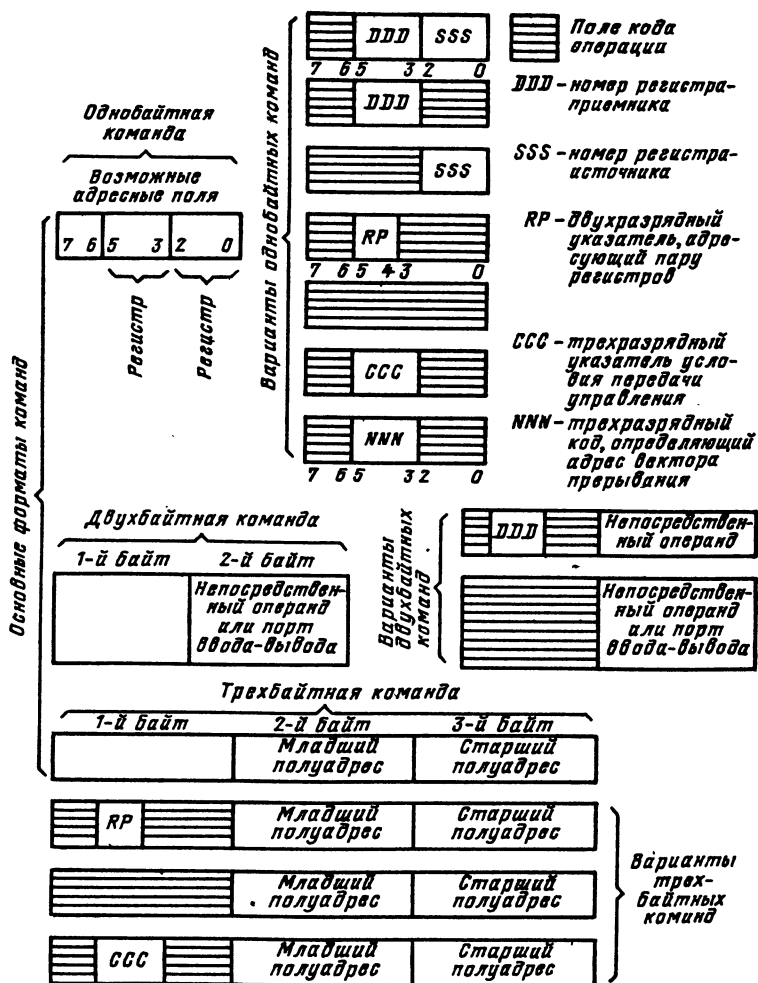 Основные форматы команд
Однобайтная
команда
Возможные
адресные поля
7 6 5 3 2 0
Регистр
Регистр
Варианты однобайтных команд
DDD SSS
7 6 5 3 2 0
DDD
SSS
RP
7 6 5 4 3 0
CCC
NNN
7 6 5 3 2 0
Поле кода
операции
DDD – номер регистра-
приемника
SSS – номер регистра-
источника
RP – двухразрядный
указатель, адре-
сующий пару
регистров
CCC – трехразрядный
указатель усло-
вия передачи
управления
NNN – трехразрядный
код, определяющий
адрес вектора
прерывания
Двухбайтная команда
1-й байт 2-й байт
Непосредствен-
ный операнд
или порт
ввода-вывода
Варианты
двухбайтных
команд
DDD
Непосредствен-
ный операнд
Непосредствен-
ный операнд
или порт
ввода-вывода
Трехбайтная команда
1-й байт 2-й байт 3-й байт
Младший Старший
полуадрес полуадрес
RP Младший Старший
полуадрес полуадрес
Младший Старший
полуадрес полуадрес
CCC Младший Старший
полуадрес полуадрес
Варианты
трех-
байтных
команд